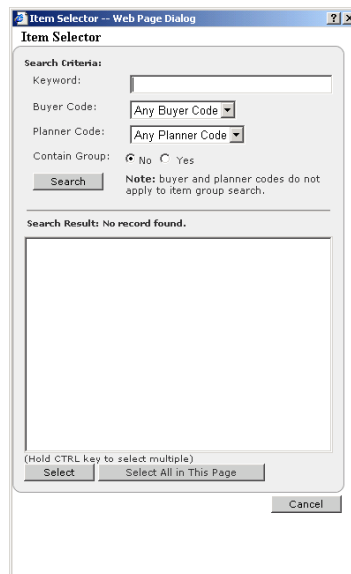 Item Selector -- Web Page Dialog
Item Selector
Search Criteria:
Keyword:
Buyer Code: Any Buyer Code
Planner Code: Any Planner Code
Contain Group: No Yes
Search Note: buyer and planner codes do not
apply to item group search.
Search Result: No record found.
(Hold CTRL key to select multiple)
Select Select All in This Page
Cancel